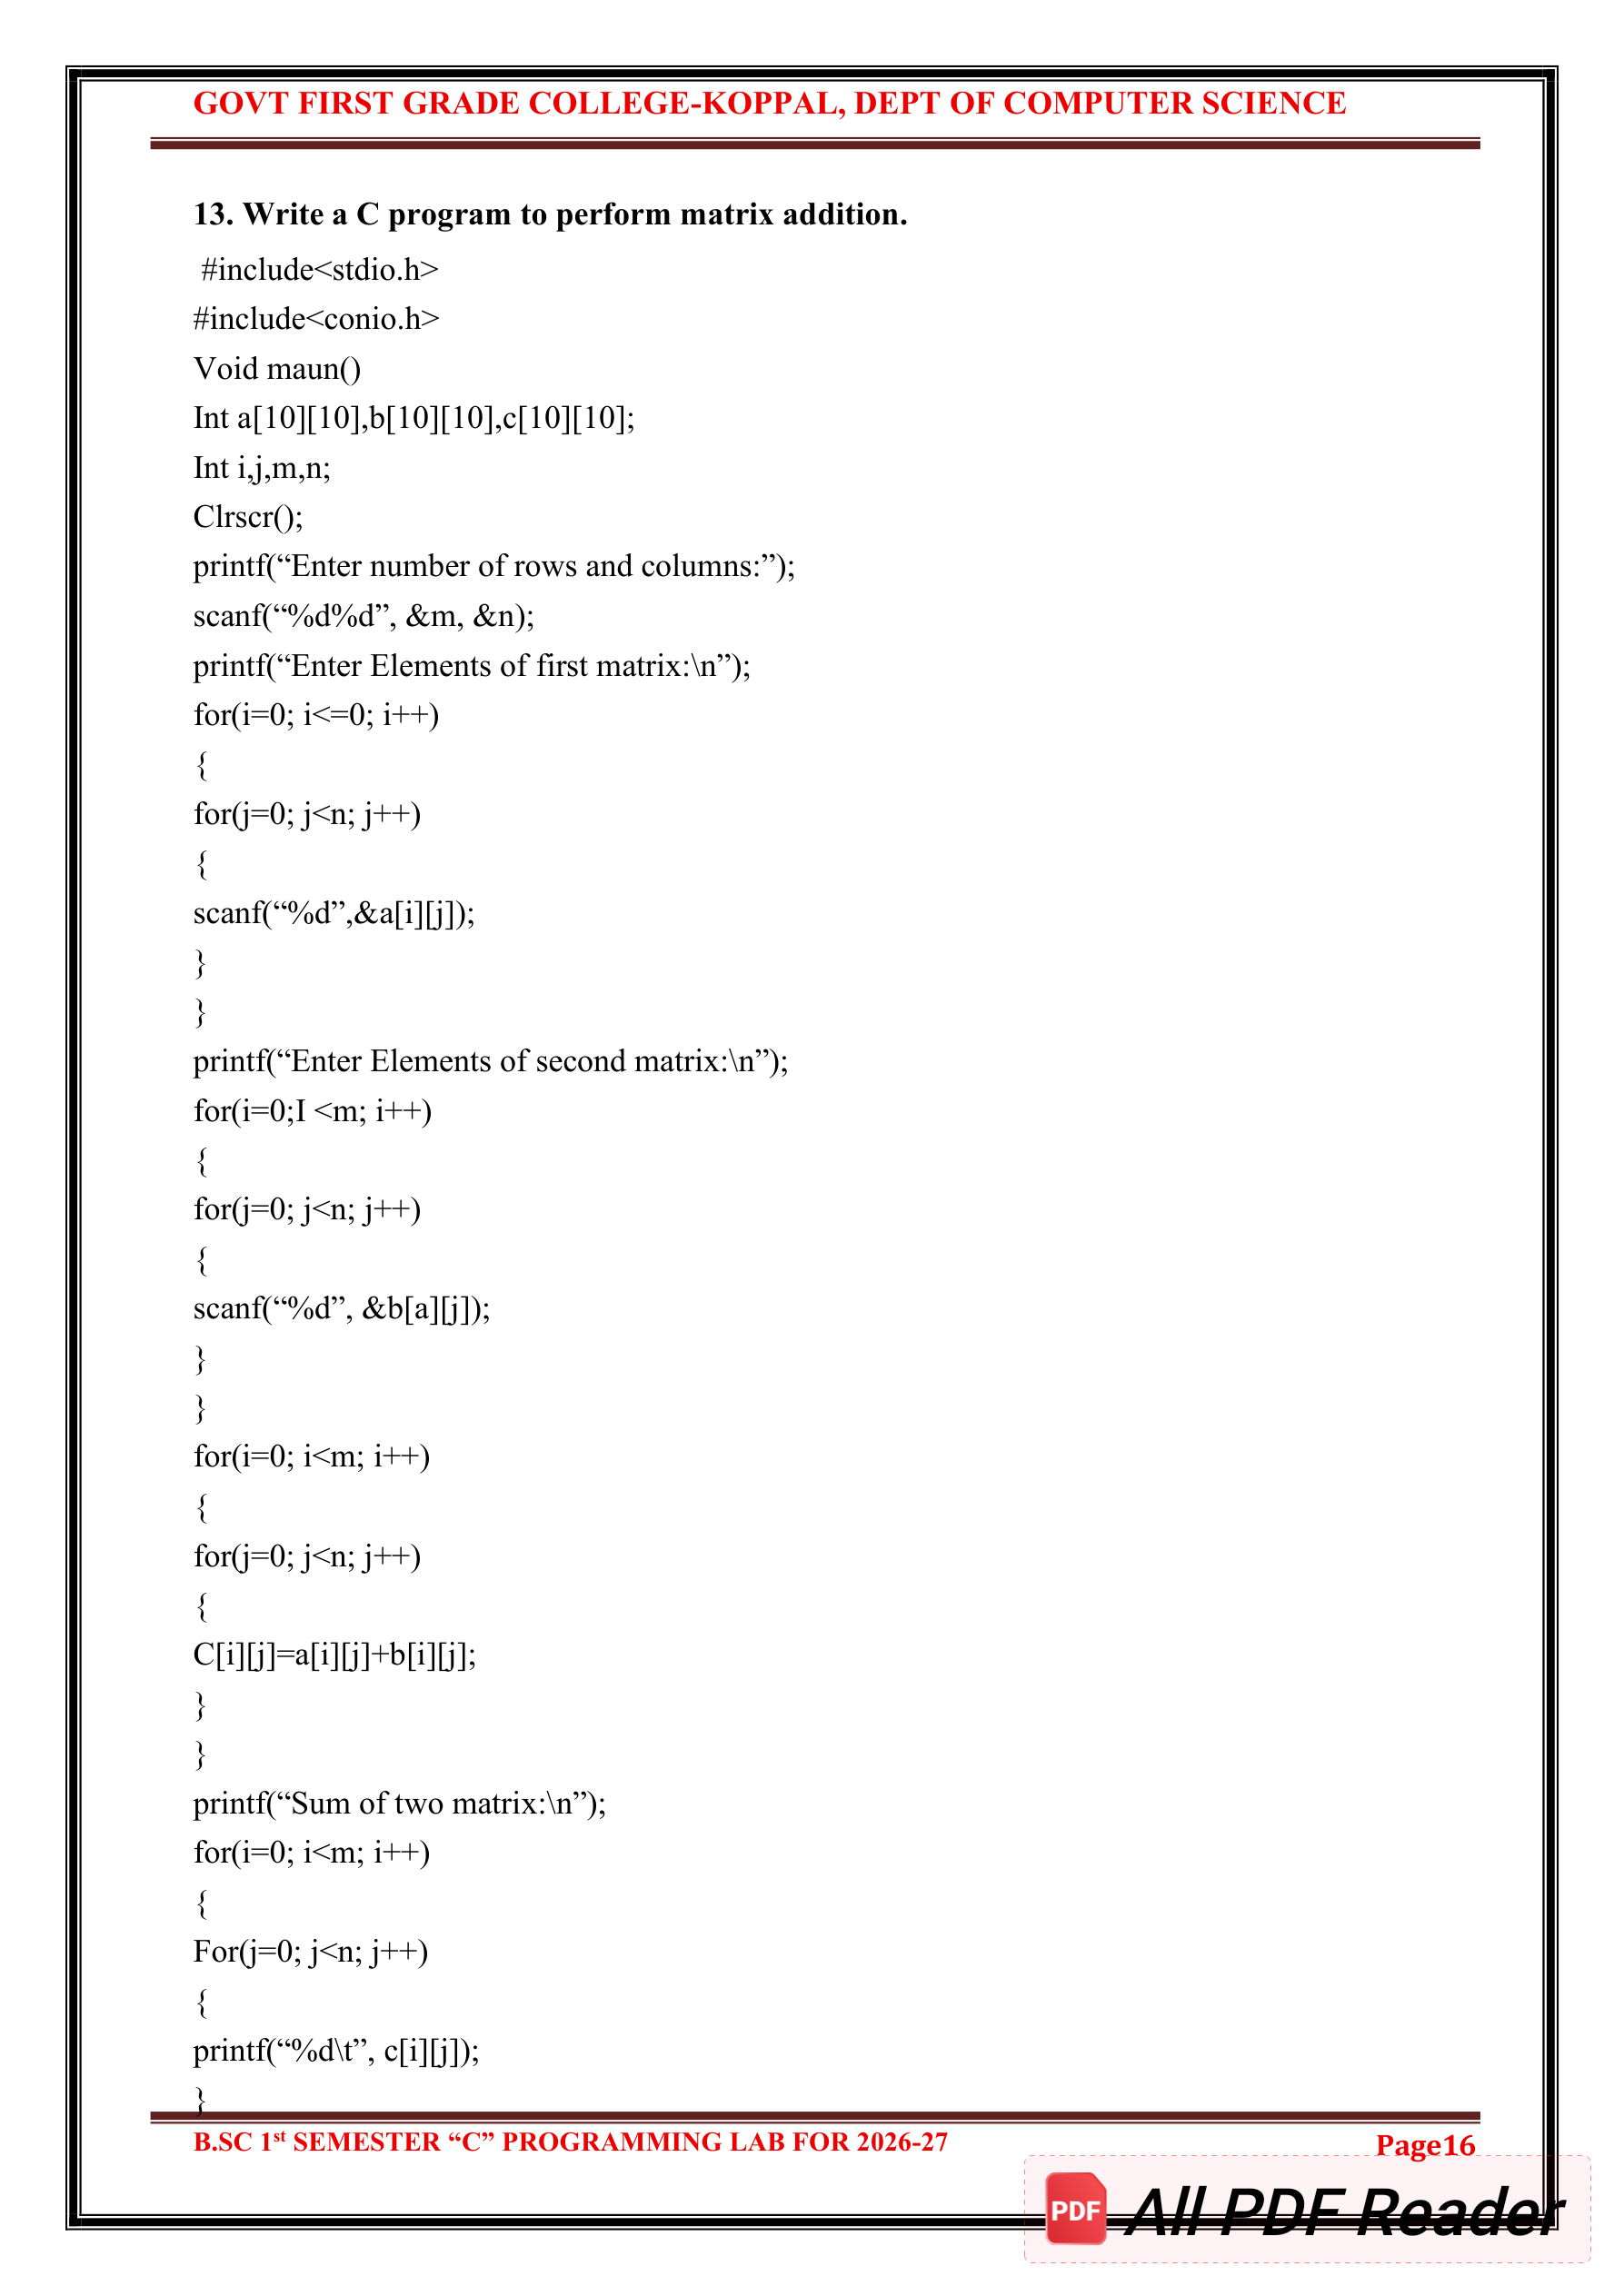 GOVT FIRST GRADE COLLEGE-KOPPAL, DEPT OF COMPUTER SCIENCE
13. Write a C program to perform matrix addition.
#include<stdio.h>
#include<conio.h>
Void maun()
Int a[10][10],b[10][10],c[10][10];
Int i,j,m,n;
Clrscr();
printf(“Enter number of rows and columns:”);
scanf(“%d%d”, &m, &n);
printf(“Enter Elements of first matrix:\n”);
for(i=0; i<=0; i++)
{
for(j=0; j<n; j++)
{
scanf(“%d”,&a[i][j]);
}
}
printf(“Enter Elements of second matrix:\n”);
for(i=0;I <m; i++)
{
for(j=0; j<n; j++)
{
scanf(“%d”, &b[a][j]);
}
}
for(i=0; i<m; i++)
{
for(j=0; j<n; j++)
{
C[i][j]=a[i][j]+b[i][j];
}
}
printf(“Sum of two matrix:\n”);
for(i=0; i<m; i++)
{
For(j=0; j<n; j++)
{
printf(“%d\t”, c[i][j]);
}
B.SC 1st SEMESTER “C” PROGRAMMING LAB FOR 2026-27 Page16
PDF All PDF Reader